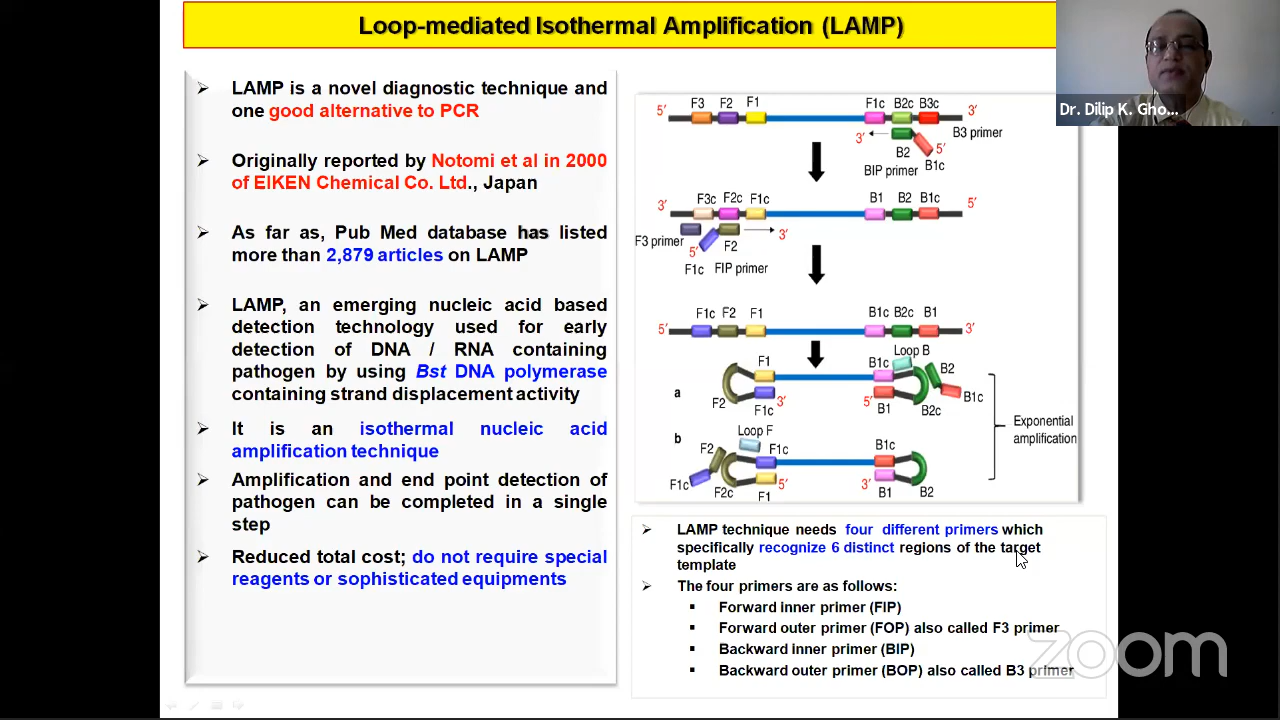 Loop-mediated Isothermal Amplification (LAMP)
LAMP is a novel diagnostic technique and
one good alternative to PCR
Originally reported by Notomi et al in 2000
of EIKEN Chemical Co. Ltd., Japan
As far as, Pub Med database has listed
more than 2,879 articles on LAMP
LAMP, an emerging nucleic acid based
detection technology used for early
detection of DNA / RNA containing
pathogen by using Bst DNA polymerase
containing strand displacement activity
It is an isothermal nucleic acid
amplification technique
Amplification and end point detection of
pathogen can be completed in a single
step
Reduced total cost; do not require special
reagents or sophisticated equipments
5′ F3 F2 F1 F1c B2c B3c 3′
B3 primer
3′ B2 5′
B1c
BIP primer
3′ F3c F2c F1c B1 B2 B1c 5′
F3 primer 5′ F2 3′
F1c FIP primer
5′ F1c F2 F1 B1c B2c B1 3′
Loop B
F1 B1c B2
a F2 F1c 3′ 5′ B1 B2c B1c
Exponential
amplification
b Loop F
F2 F1c B1c
F1c F2c F1 5′ 3′ B1 B2
LAMP technique needs four different primers which
specifically recognize 6 distinct regions of the target
template
The four primers are as follows:
Forward inner primer (FIP)
Forward outer primer (FOP) also called F3 primer
Backward inner primer (BIP)
Backward outer primer (BOP) also called B3 primer
Dr. Dilip K. Gho...
zoom